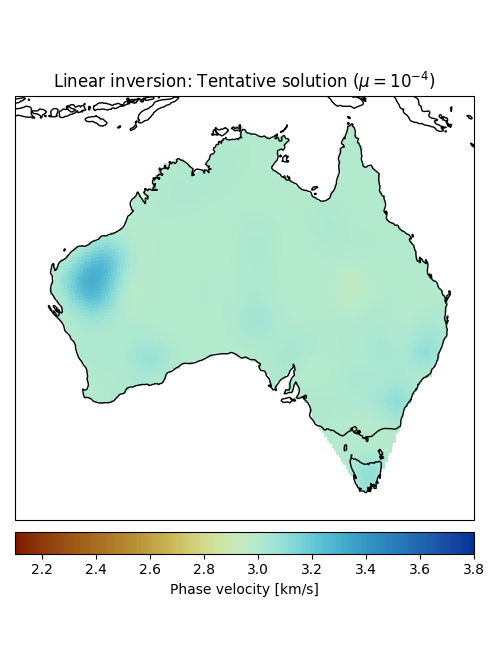 Linear inversion: Tentative solution (μ = 10⁻⁴)
2.2 2.4 2.6 2.8 3.0 3.2 3.4 3.6 3.8
Phase velocity [km/s]